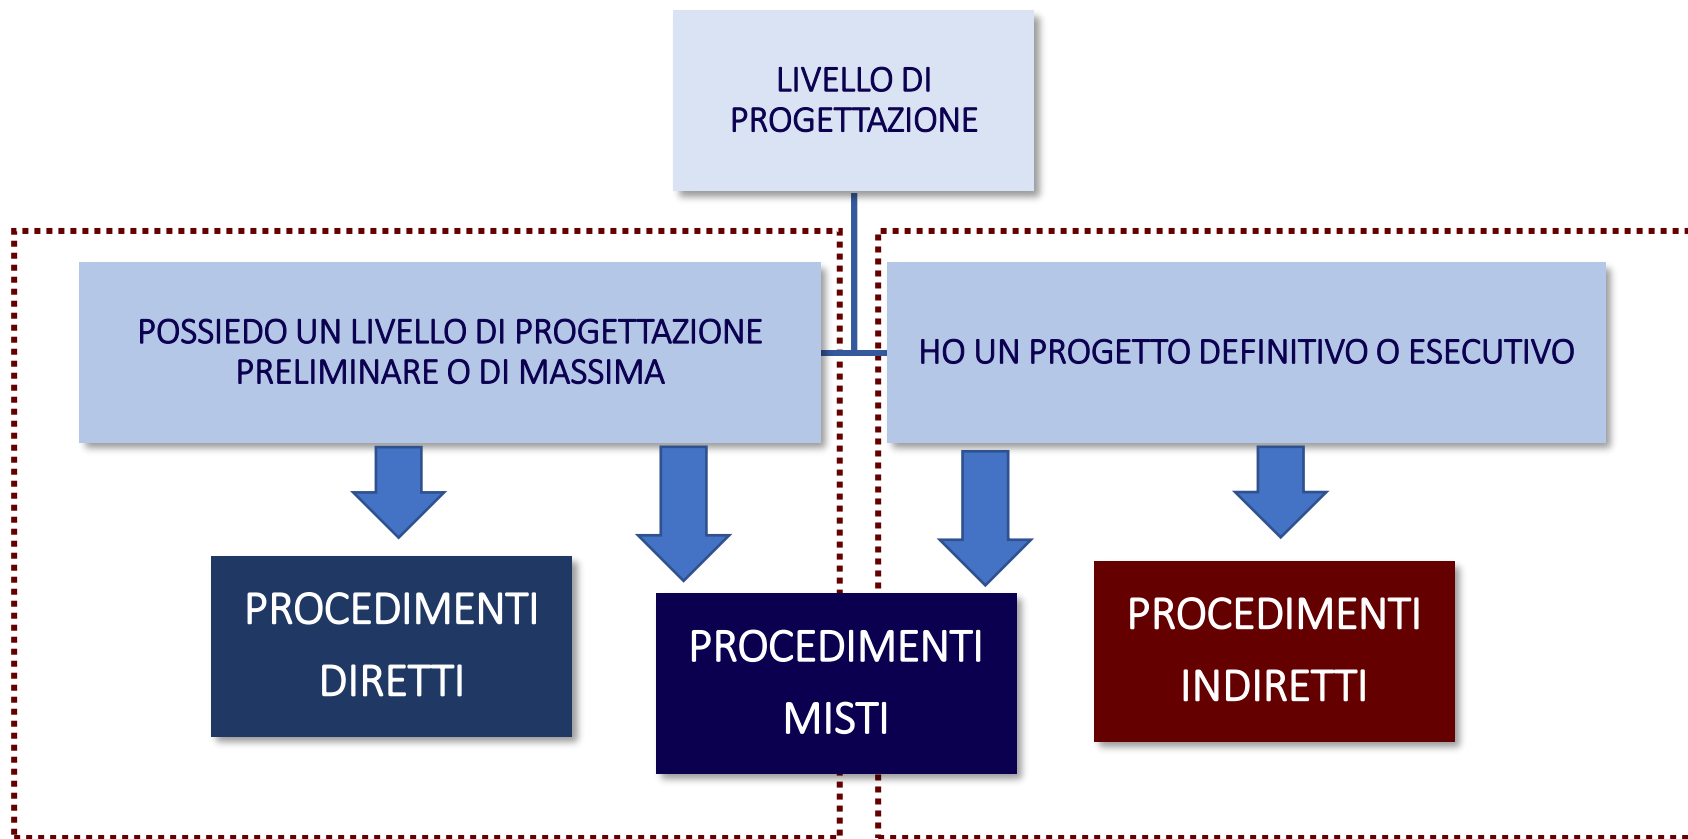 LIVELLO DI
PROGETTAZIONE
POSSIEDO UN LIVELLO DI PROGETTAZIONE
PRELIMINARE O DI MASSIMA
HO UN PROGETTO DEFINITIVO O ESECUTIVO
PROCEDIMENTI
DIRETTI
PROCEDIMENTI
MISTI
PROCEDIMENTI
INDIRETTI